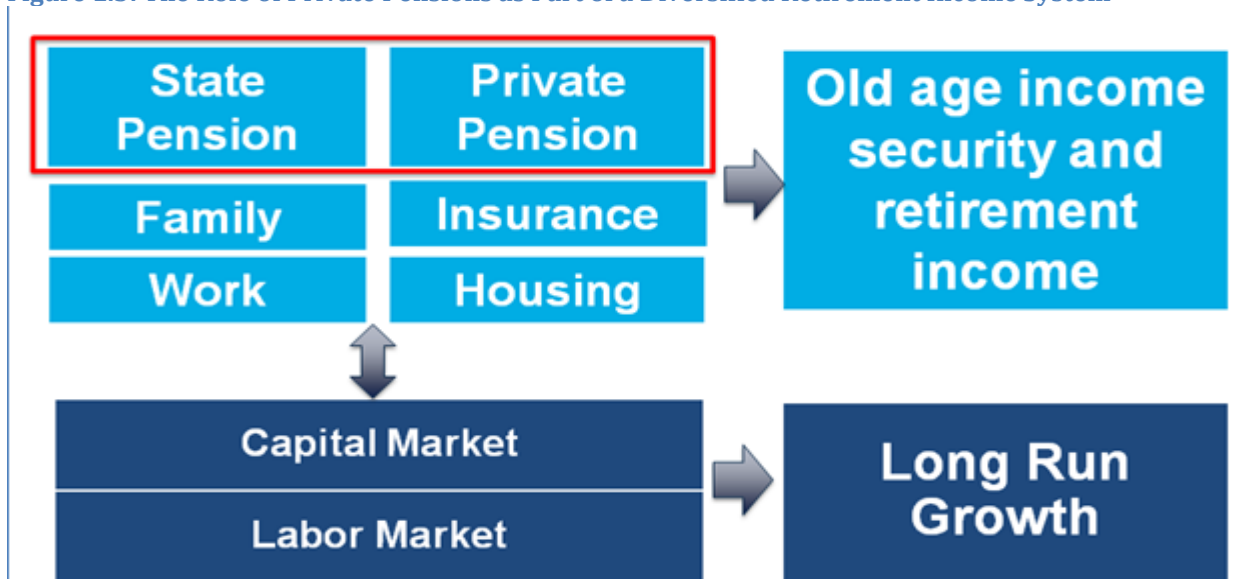 State
Pension
Private
Pension
Old age income
security and
retirement
income
Family
Insurance
Work
Housing
Capital Market
Labor Market
Long Run
Growth